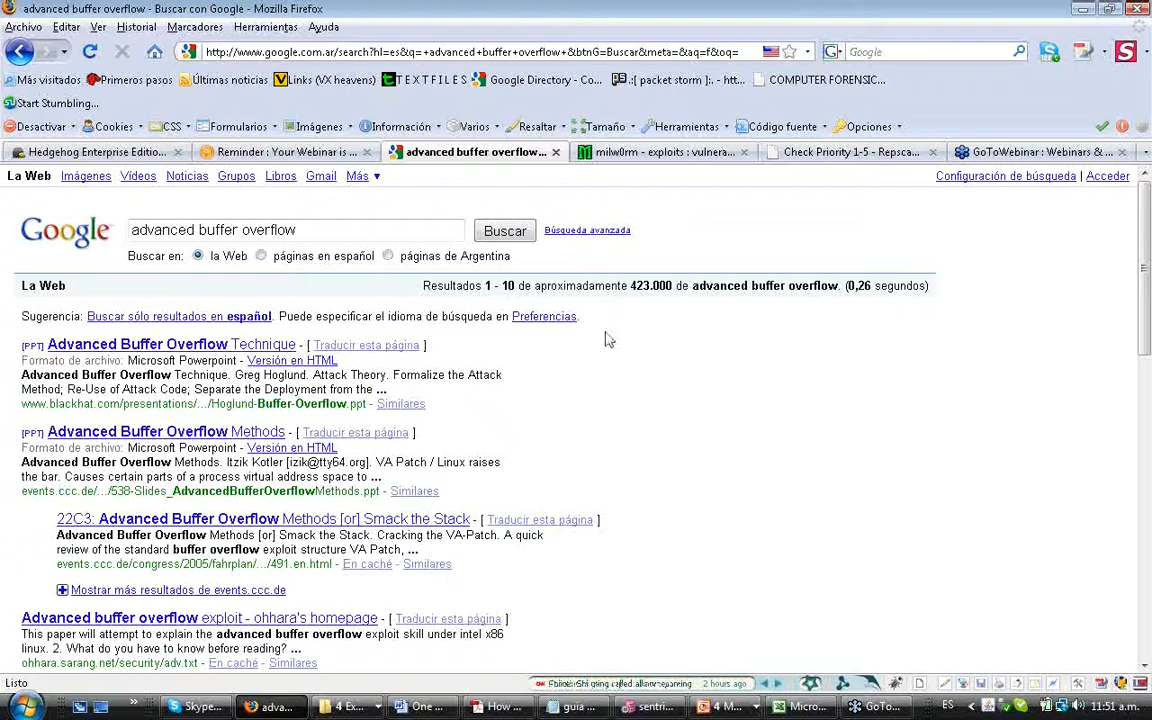 advanced buffer overflow - Buscar con Google - Mozilla Firefox
Archivo Editar Ver Historial Marcadores Herramientas Ayuda
http://www.google.com.ar/search?hl=es&q= +advanced+buffer+overflow+&btnG=Buscar&meta=&aq=f&oq= Google
Más visitados Primeros pasos Últimas noticias Links (VX heavens) T E X T F I L E S Google Directory - Co... .:[ packet storm ]:. - htt... COMPUTER FORENSIC...
Start Stumbling...
Desactivar Cookies CSS Formularios Imágenes Información Varios Resaltar Tamaño Herramientas Código fuente Opciones
Hedgehog Enterprise Editio... Reminder : Your Webinar is ... advanced buffer overflow... milw0rm - exploits : vulnera... Check Priority 1-5 - Repsca... GoToWebinar : Webinars & ...
La Web Imágenes Vídeos Noticias Grupos Libros Gmail Más ▼ Configuración de búsqueda | Acceder
Google advanced buffer overflow Buscar Búsqueda avanzada
Buscar en: la Web páginas en español páginas de Argentina
La Web Resultados 1 - 10 de aproximadamente 423.000 de advanced buffer overflow. (0,26 segundos)
Sugerencia: Buscar sólo resultados en español. Puede especificar el idioma de búsqueda en Preferencias.
[PPT] Advanced Buffer Overflow Technique - [ Traducir esta página ]
Formato de archivo: Microsoft Powerpoint - Versión en HTML
Advanced Buffer Overflow Technique. Greg Hoglund. Attack Theory. Formalize the Attack
Method; Re-Use of Attack Code; Separate the Deployment from the ...
www.blackhat.com/presentations/.../Hoglund-Buffer-Overflow.ppt - Similares
[PPT] Advanced Buffer Overflow Methods - [ Traducir esta página ]
Formato de archivo: Microsoft Powerpoint - Versión en HTML
Advanced Buffer Overflow Methods. Itzik Kotler [izik@tty64.org]. VA Patch / Linux raises
the bar. Causes certain parts of a process virtual address space to ...
events.ccc.de/.../538-Slides_AdvancedBufferOverflowMethods.ppt - Similares
22C3: Advanced Buffer Overflow Methods [or] Smack the Stack - [ Traducir esta página ]
Advanced Buffer Overflow Methods [or] Smack the Stack. Cracking the VA-Patch. A quick
review of the standard buffer overflow exploit structure VA Patch, ...
events.ccc.de/congress/2005/fahrplan/.../491.en.html - En caché - Similares
Mostrar más resultados de events.ccc.de
Advanced buffer overflow exploit - ohhara's homepage - [ Traducir esta página ]
This paper will attempt to explain the advanced buffer overflow exploit skill under intel x86
linux. 2. What do you have to know before reading? ...
ohhara.sarang.net/security/adv.txt - En caché - Similares
Listo 2 hours ago
Skype... adva... 4 Ex... One ... How ... guia ... sentri... 4 M... Micro... GoTo... ES 11:51 a.m.